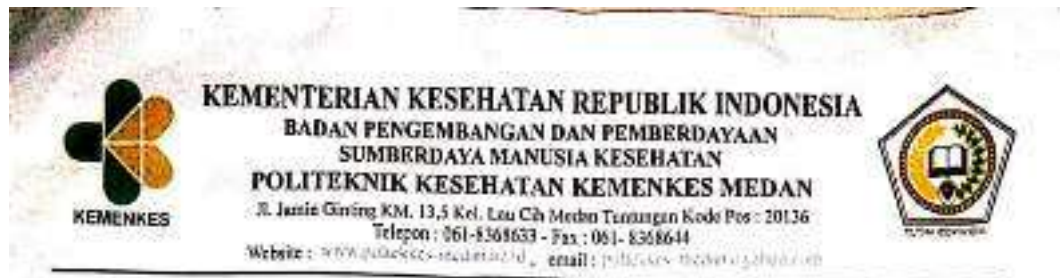 KEMENTERIAN KESEHATAN REPUBLIK INDONESIA
BADAN PENGEMBANGAN DAN PEMBERDAYAAN
SUMBERDAYA MANUSIA KESEHATAN
POLITEKNIK KESEHATAN KEMENKES MEDAN
KEMENKES
Jl. Jamin Ginting KM. 13,5 Kel. Lau Cih Medan Tuntungan Kode Pos : 20136
Telepon : 061-8368633 - Fax : 061- 8368644
Website : email :